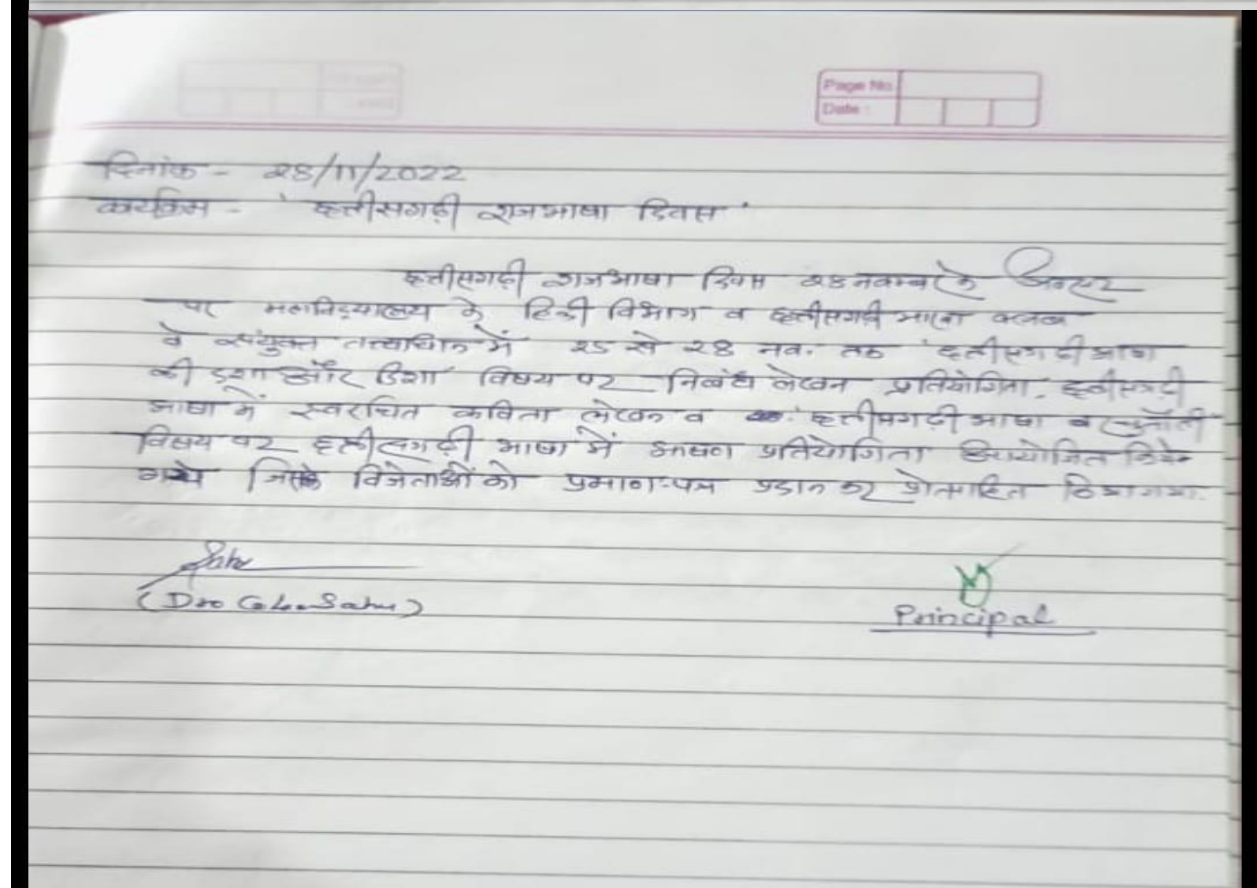 Page No.
Date :
दिनांक - 28/11/2022
कार्यक्रम - ' छत्तीसगढ़ी राजभाषा दिवस '
छत्तीसगढ़ी राजभाषा दिवस 28 नवम्बर के अवसर
पर महाविद्यालय के हिन्दी विभाग व छत्तीसगढ़ी भाषा क्लब
के संयुक्त तत्वाधान में 25 से 28 नव. तक ' छत्तीसगढ़ी भाषा
की दशा और दिशा विषय पर निबंध लेखन प्रतियोगिता, छत्तीसगढ़ी
भाषा में स्वरचित कविता लेखन व छत्तीसगढ़ी भाषा व चुनौती
विषय पर छत्तीसगढ़ी भाषा में भाषण प्रतियोगिता आयोजित किये
गये जिसके विजेताओं को प्रमाण-पत्र प्रदान कर प्रोत्साहित किया गया.
Sahu
(Dr. Sahu)
Principal